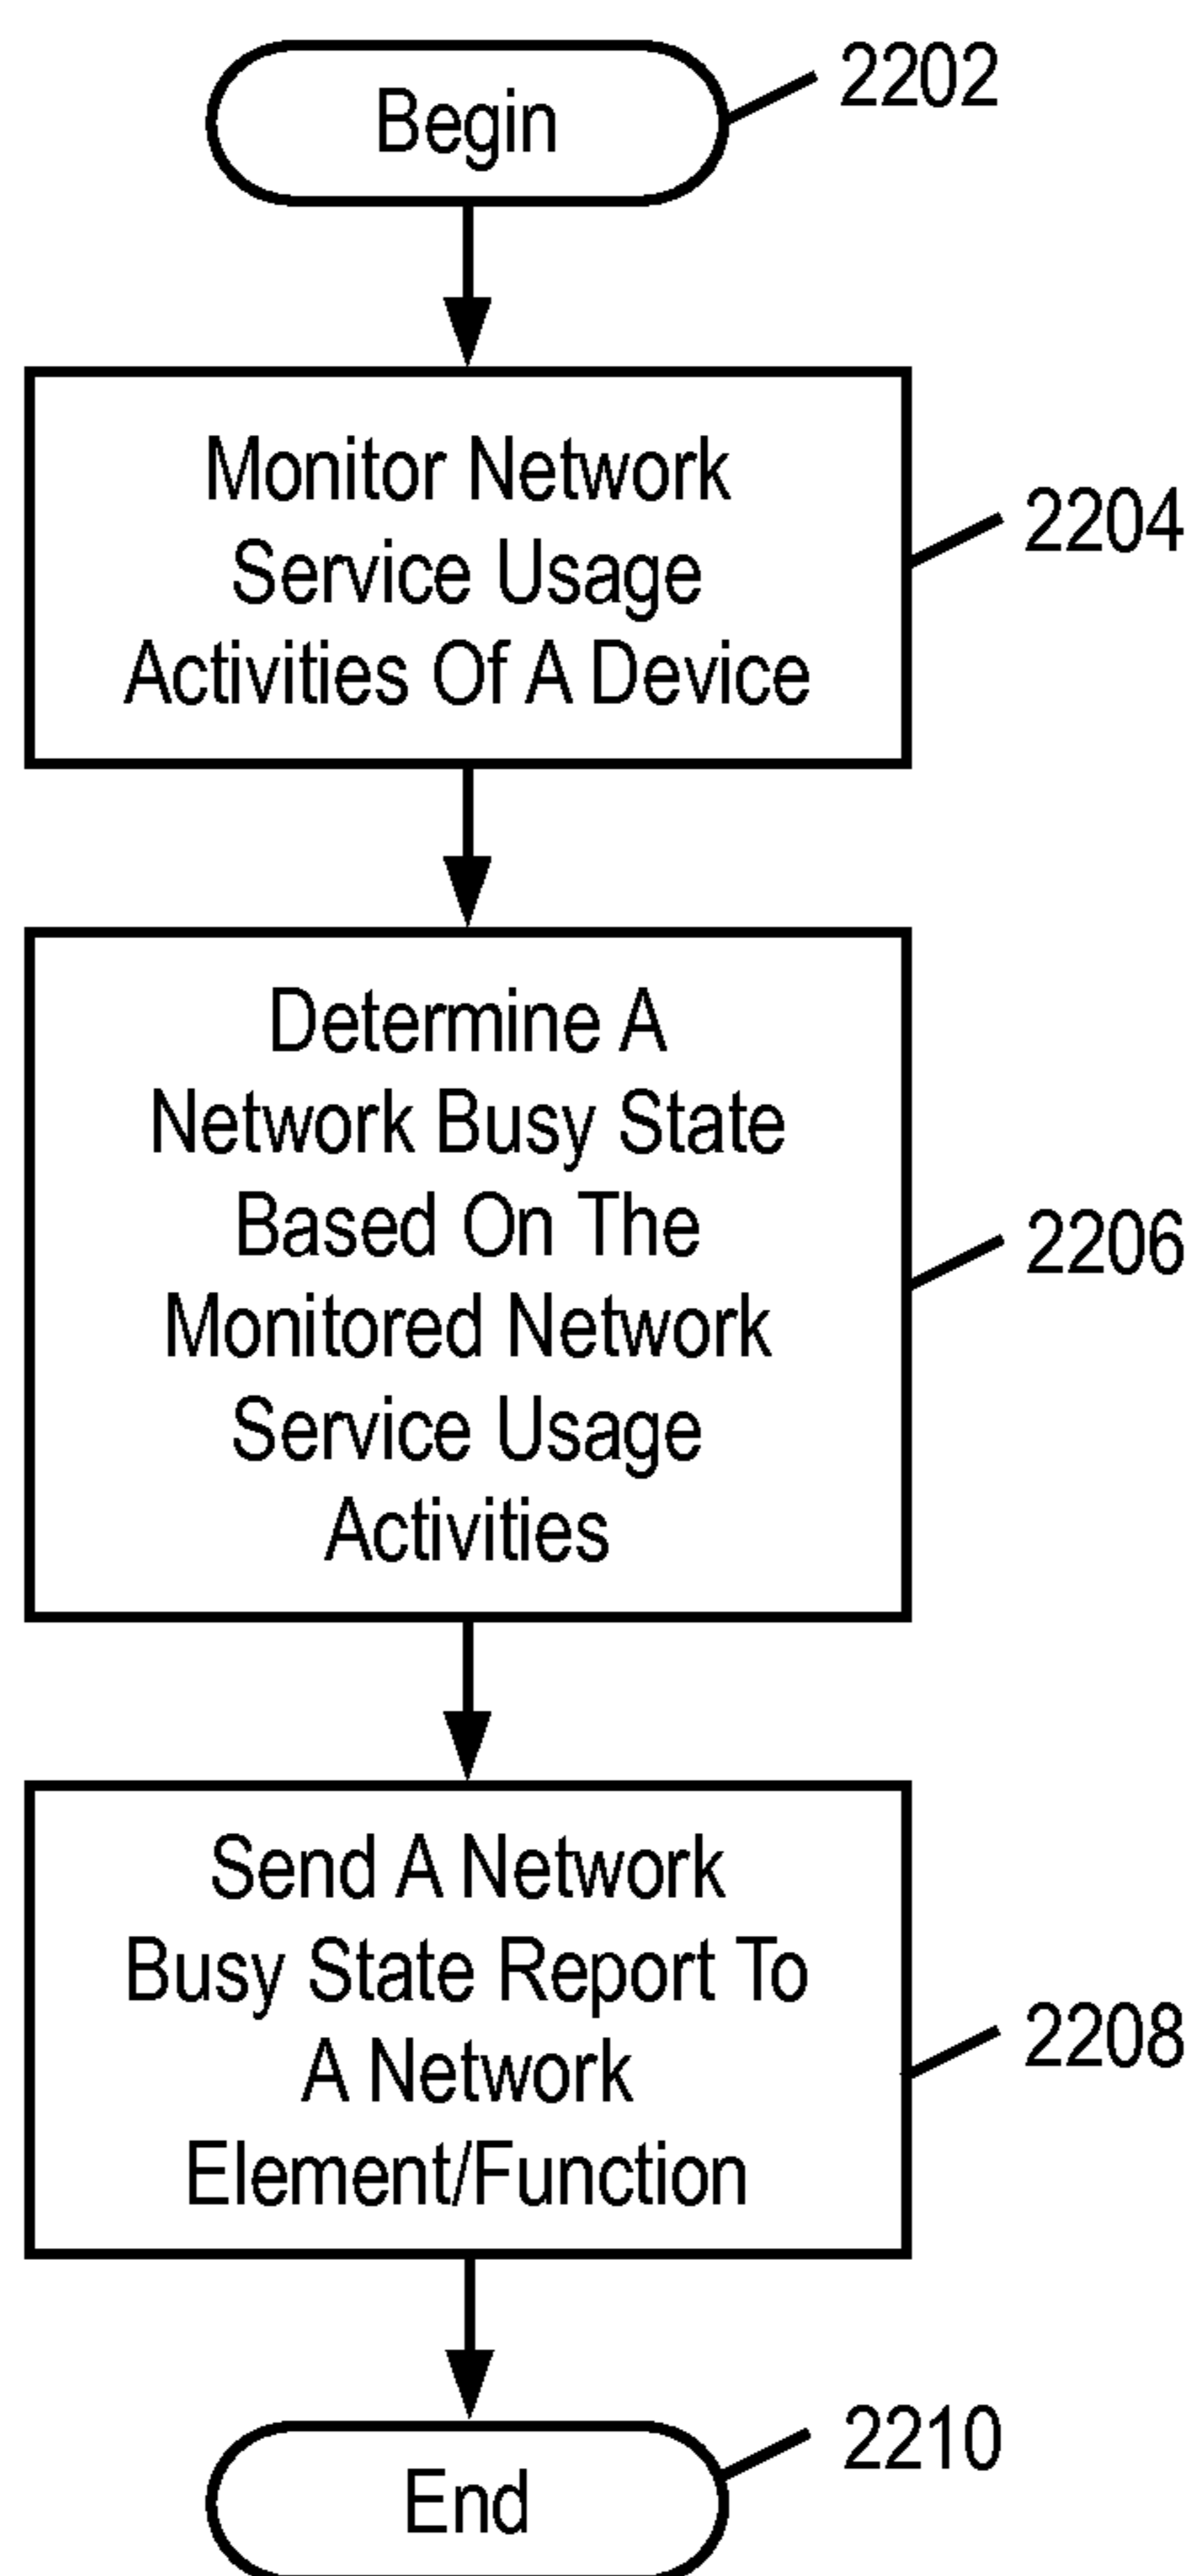 Begin
2202
Monitor Network
Service Usage
Activities Of A Device
2204
Determine A
Network Busy State
Based On The
Monitored Network
Service Usage
Activities
2206
Send A Network
Busy State Report To
A Network
Element/Function
2208
End
2210